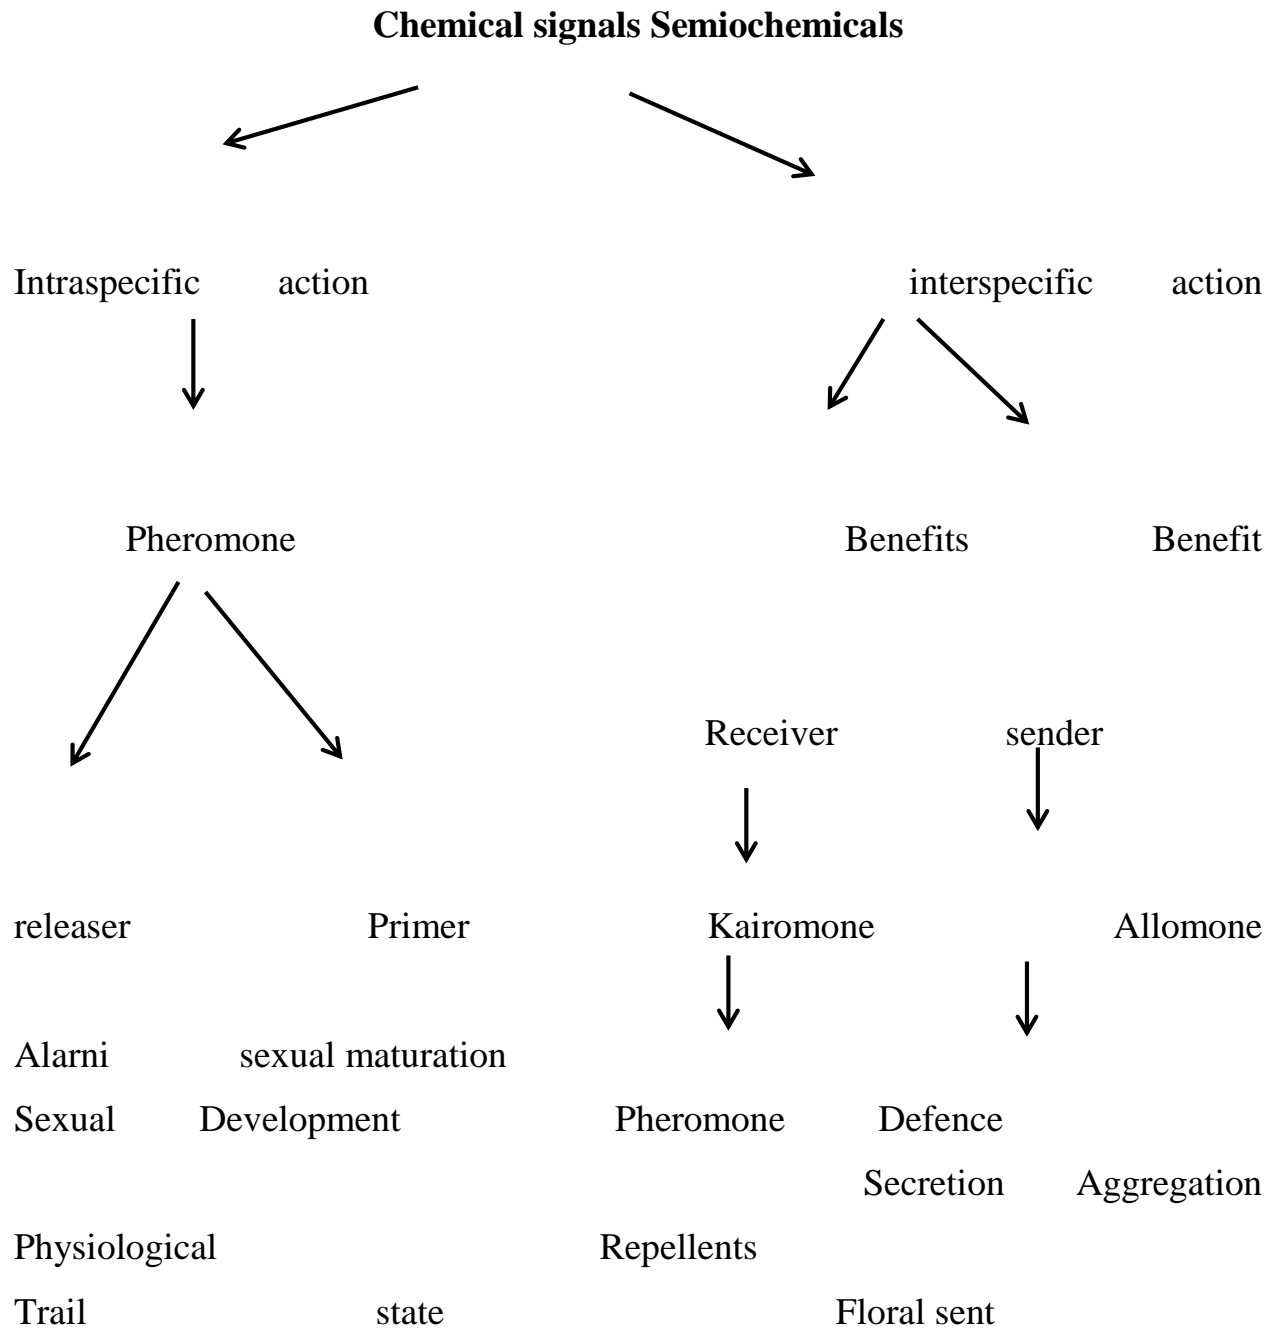 Chemical signals Semiochemicals
Intraspecific action interspecific action
Pheromone Benefits Benefit
Receiver sender
releaser Primer Kairomone Allomone
Alarni sexual maturation
Sexual Development Pheromone Defence
Secretion Aggregation
Physiological Repellents
Trail state Floral sent